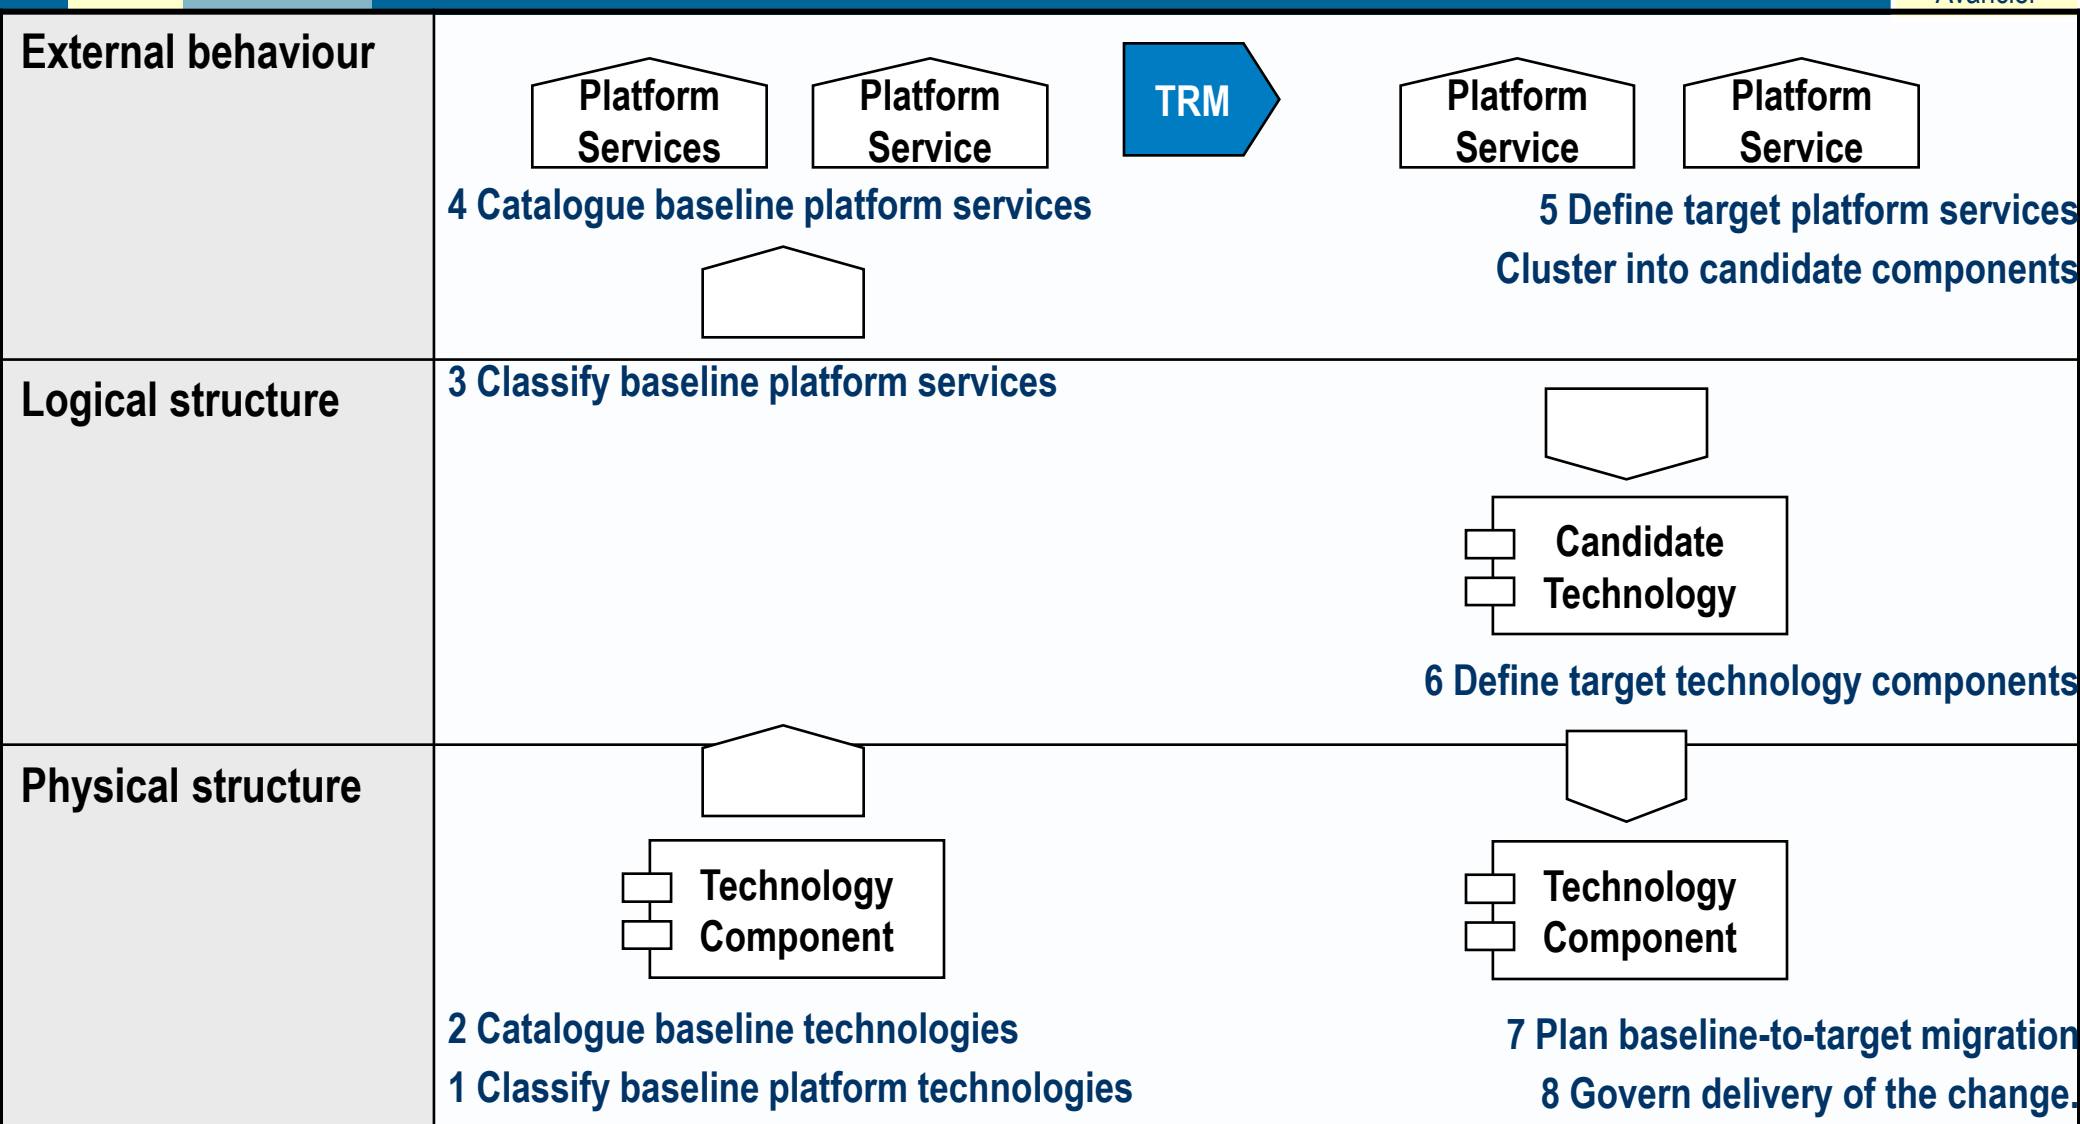 External behaviour
Platform
Services
Platform
Service
TRM
Platform
Service
Platform
Service
4 Catalogue baseline platform services
5 Define target platform services
Cluster into candidate components
Logical structure
3 Classify baseline platform services
Candidate
Technology
6 Define target technology components
Physical structure
Technology
Component
Technology
Component
2 Catalogue baseline technologies
1 Classify baseline platform technologies
7 Plan baseline-to-target migration
8 Govern delivery of the change.